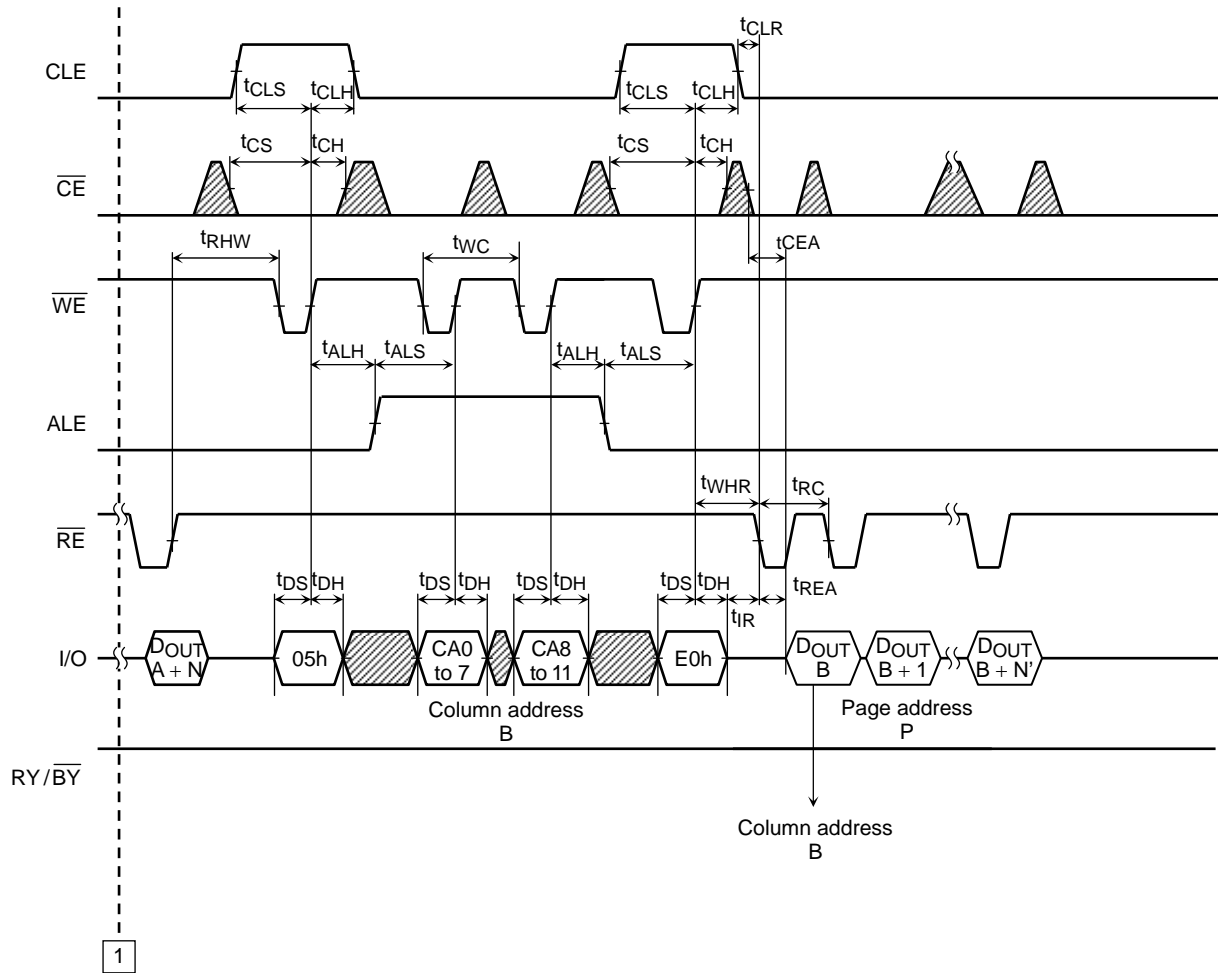 tCLR
CLE
tCLS tCLH tCLS tCLH
tCS tCH tCS tCH
CE
tRHW tWC tCEA
WE
tALH tALS tALH tALS
ALE
tWHR tRC
RE
tDS tDH tDS tDH tDS tDH tDS tDH tIR tREA
I/O
DOUT
A + N
05h
CA0
to 7
CA8
to 11
E0h
DOUT
B
DOUT
B + 1
DOUT
B + N’
Column address
B
Page address
P
RY/BY
Column address
B
1